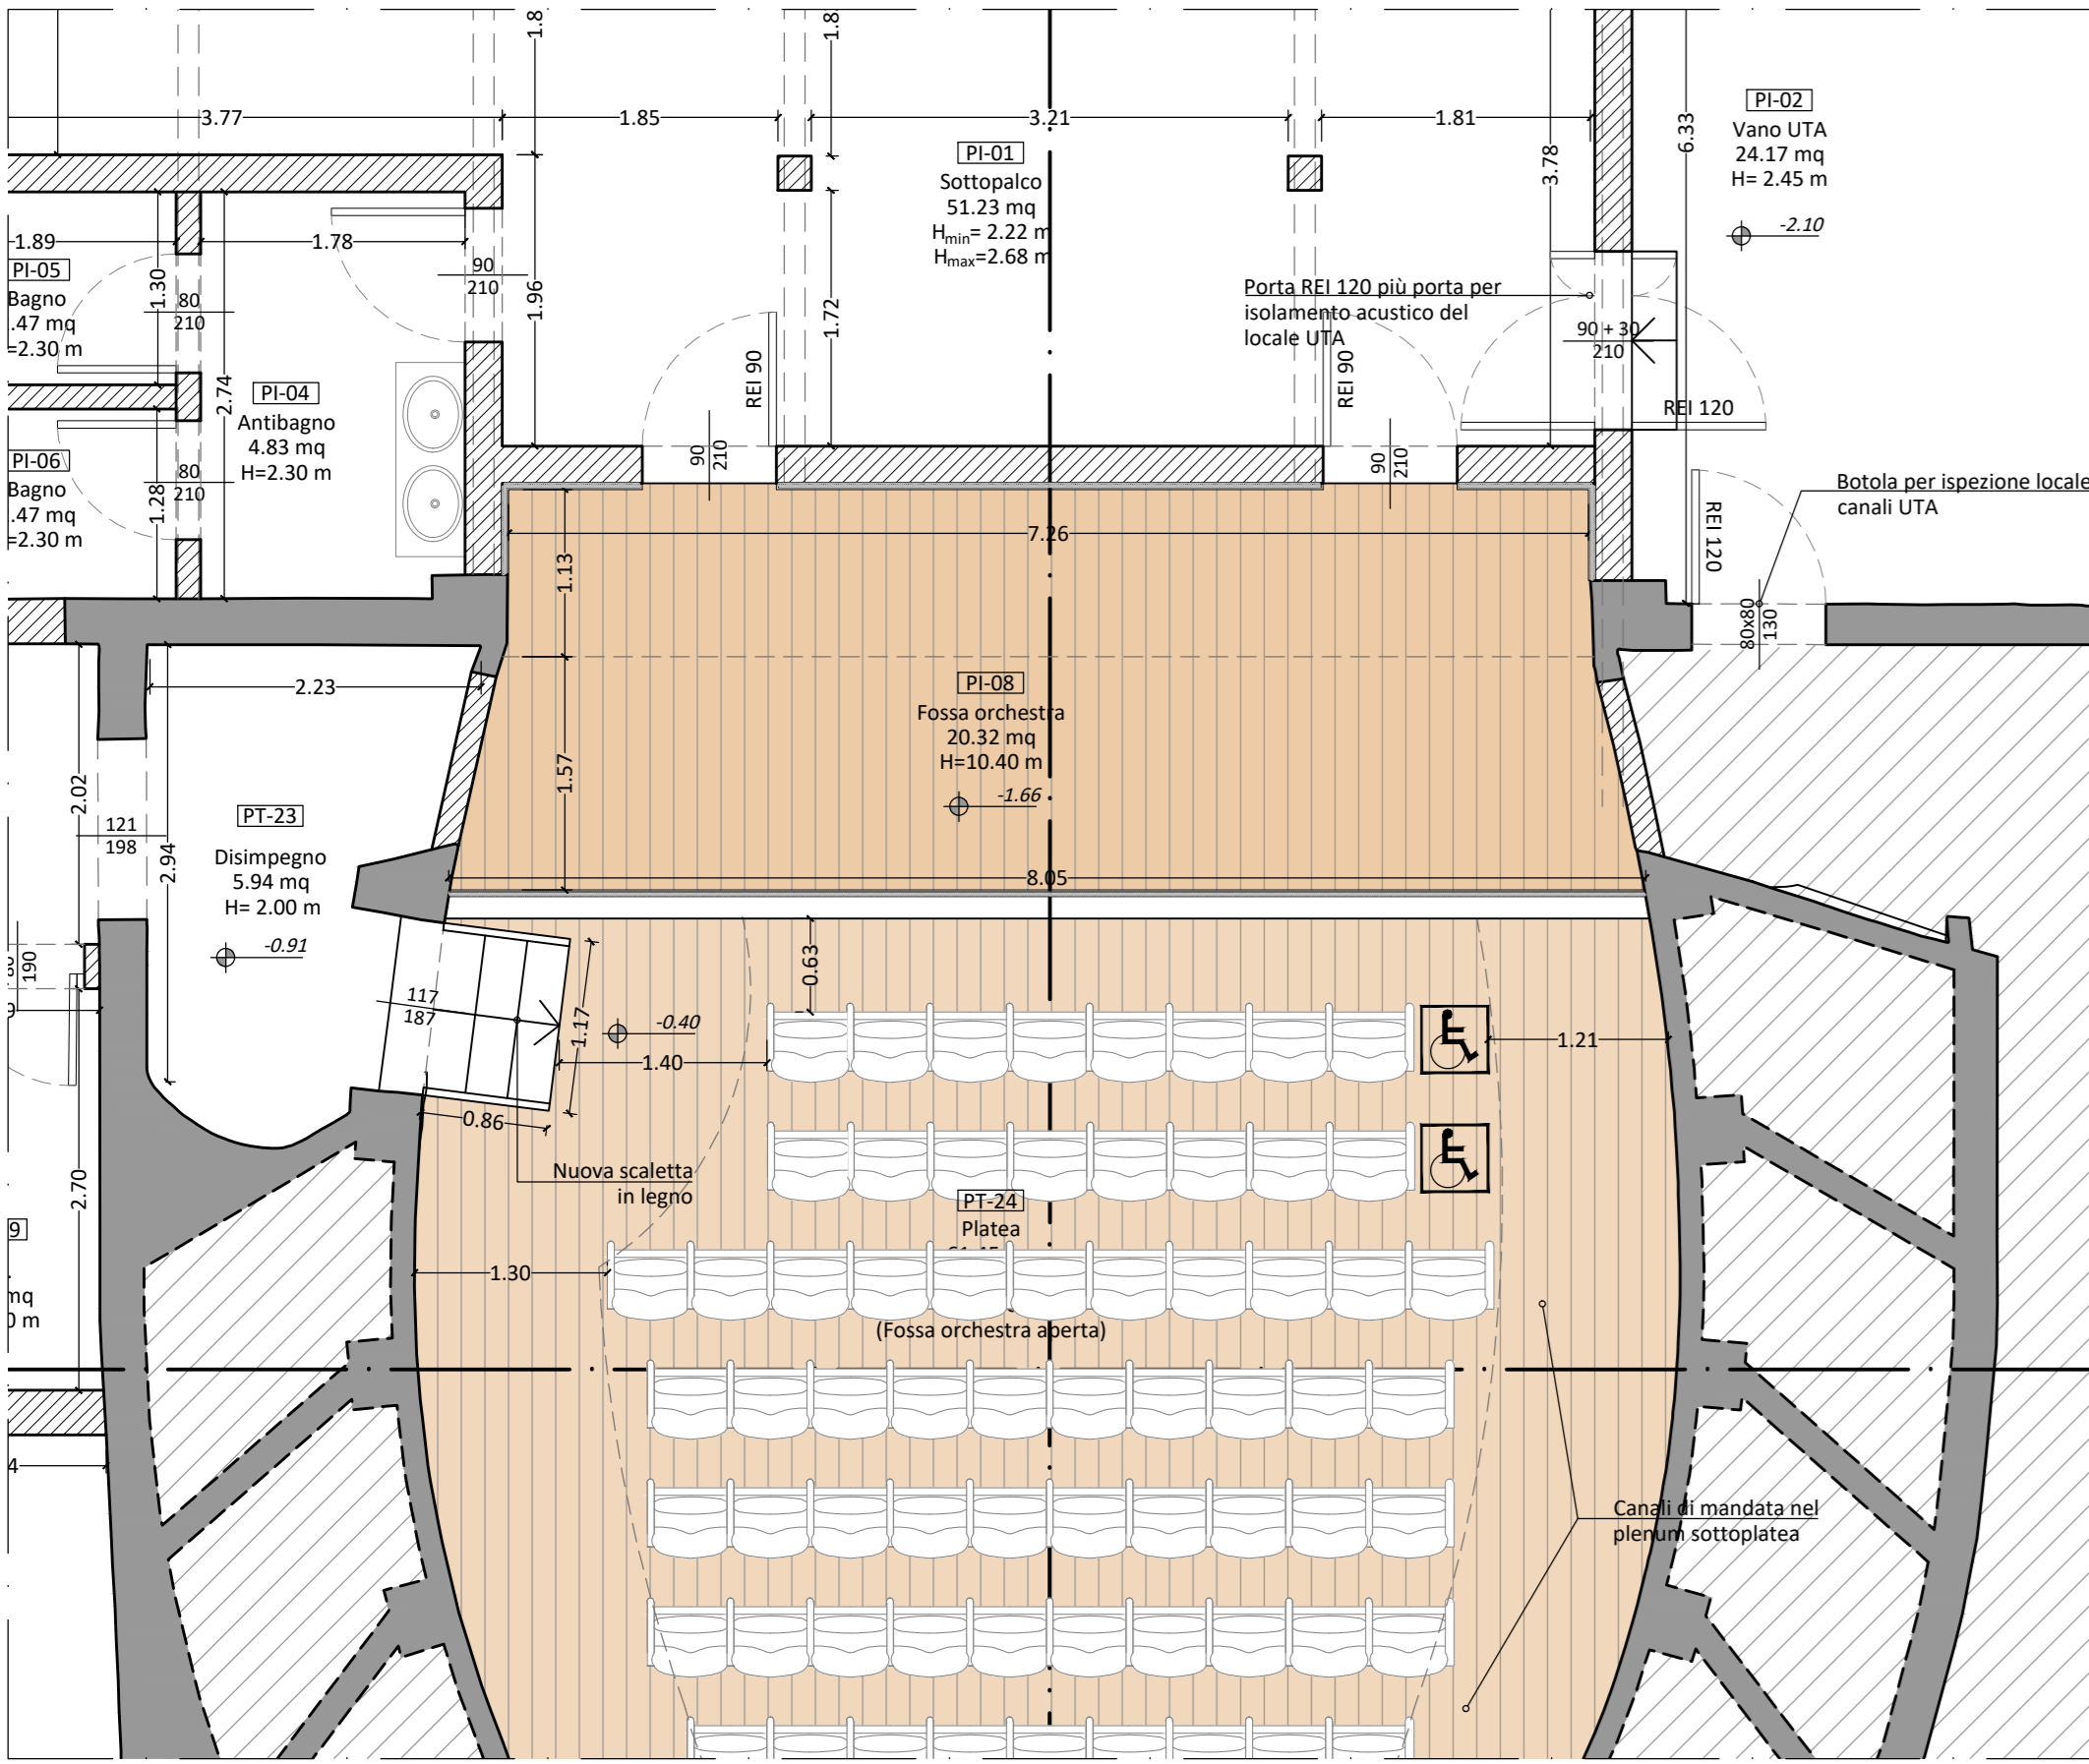 1.8
1.8
3.77
1.85
3.21
1.81
6.33
3.78
PI-02
Vano UTA
24.17 mq
H= 2.45 m
-2.10
PI-01
Sottopalco
51.23 mq
Hmin= 2.22 m
Hmax=2.68 m
1.89
1.78
PI-05
Bagno
.47 mq
=2.30 m
1.30
80
210
90
210
1.96
1.72
2.74
Porta REI 120 più porta per
isolamento acustico del
locale UTA
90 + 30
210
REI 90
REI 90
REI 120
PI-04
Antibagno
4.83 mq
H=2.30 m
PI-06
Bagno
.47 mq
=2.30 m
1.28
80
210
90
210
90
210
Botola per ispezione locale
canali UTA
REI 120
80x80
130
7.26
1.13
2.23
PI-08
Fossa orchestra
20.32 mq
H=10.40 m
-1.66
1.57
2.02
121
198
2.94
PT-23
Disimpegno
5.94 mq
H= 2.00 m
-0.91
8.05
0.63
190
117
187
1.17
-0.40
1.40
1.21
0.86
Nuova scaletta
in legno
2.70
PT-24
Platea
1.30
(Fossa orchestra aperta)
9
mq
0 m
4
Canali di mandata nel
plenum sottoplatea